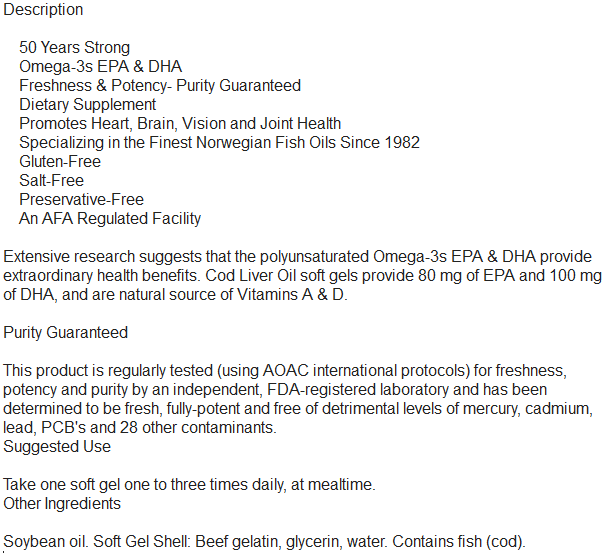 Description
50 Years Strong
Omega-3s EPA & DHA
Freshness & Potency- Purity Guaranteed
Dietary Supplement
Promotes Heart, Brain, Vision and Joint Health
Specializing in the Finest Norwegian Fish Oils Since 1982
Gluten-Free
Salt-Free
Preservative-Free
An AFA Regulated Facility
Extensive research suggests that the polyunsaturated Omega-3s EPA & DHA provide
extraordinary health benefits. Cod Liver Oil soft gels provide 80 mg of EPA and 100 mg
of DHA, and are natural source of Vitamins A & D.
Purity Guaranteed
This product is regularly tested (using AOAC international protocols) for freshness,
potency and purity by an independent, FDA-registered laboratory and has been
determined to be fresh, fully-potent and free of detrimental levels of mercury, cadmium,
lead, PCB's and 28 other contaminants.
Suggested Use
Take one soft gel one to three times daily, at mealtime.
Other Ingredients
Soybean oil. Soft Gel Shell: Beef gelatin, glycerin, water. Contains fish (cod).